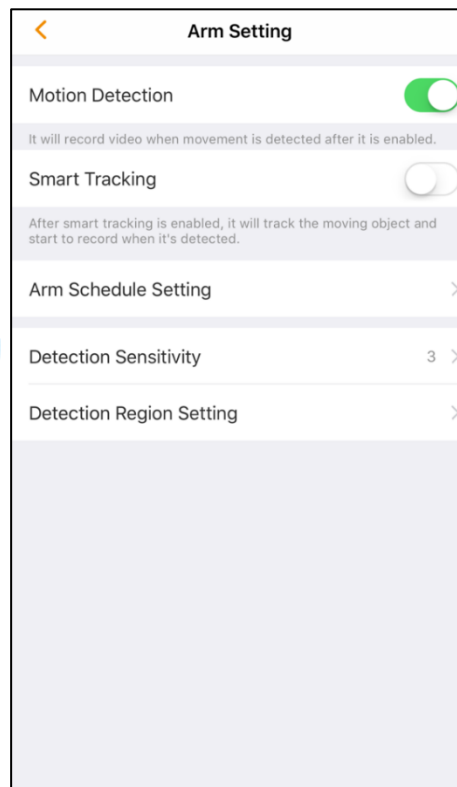 Arm Setting
Motion Detection
It will record video when movement is detected after it is enabled.
Smart Tracking
After smart tracking is enabled, it will track the moving object and
start to record when it's detected.
Arm Schedule Setting
Detection Sensitivity 3
Detection Region Setting